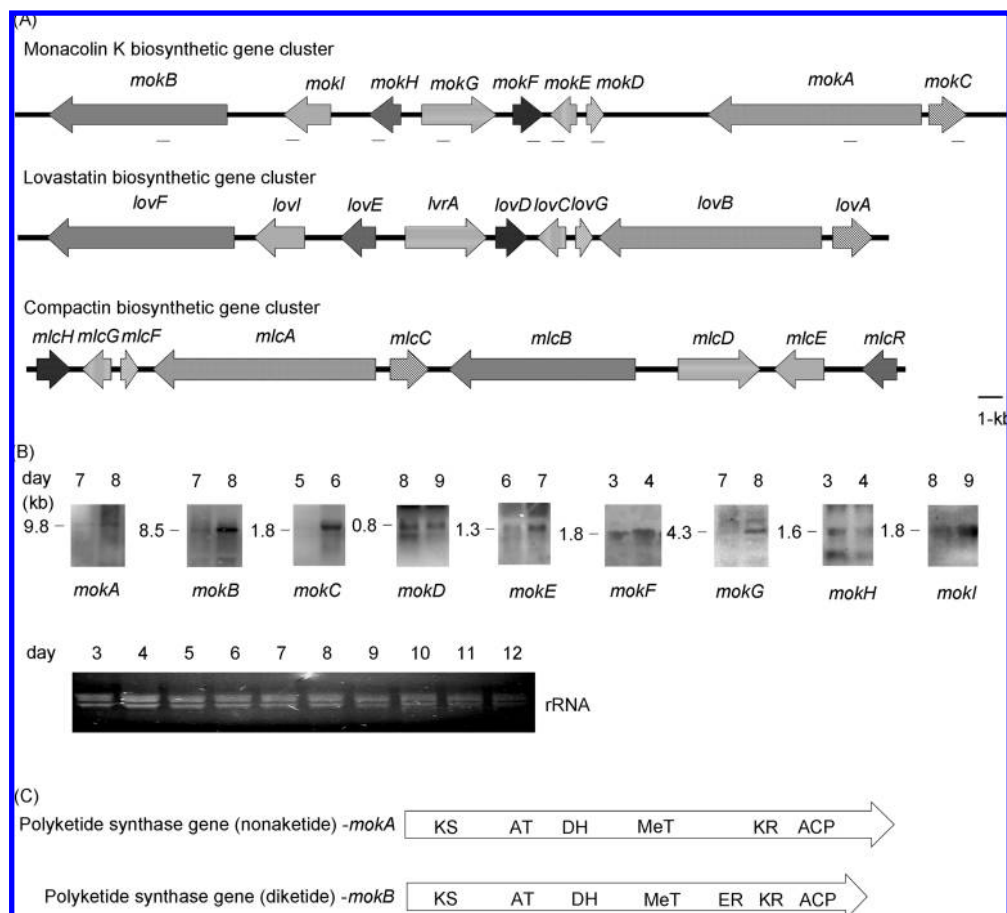 (A)
Monacolin K biosynthetic gene cluster
mokB mokI mokH mokG mokF mokE mokD mokA mokC
Lovastatin biosynthetic gene cluster
lovF lovI lovE lvrA lovD lovC lovG lovB lovA
Compactin biosynthetic gene cluster
mlcH mlcG mlcF mlcA mlcC mlcB mlcD mlcE mlcR
1-kb
(B)
day 7 8 7 8 5 6 8 9 6 7 3 4 7 8 3 4 8 9
(kb)
9.8 8.5 1.8 0.8 1.3 1.8 4.3 1.6 1.8
mokA mokB mokC mokD mokE mokF mokG mokH mokI
day 3 4 5 6 7 8 9 10 11 12
rRNA
(C)
Polyketide synthase gene (nonaketide) -mokA KS AT DH MeT KR ACP
Polyketide synthase gene (diketide) -mokB KS AT DH MeT ER KR ACP